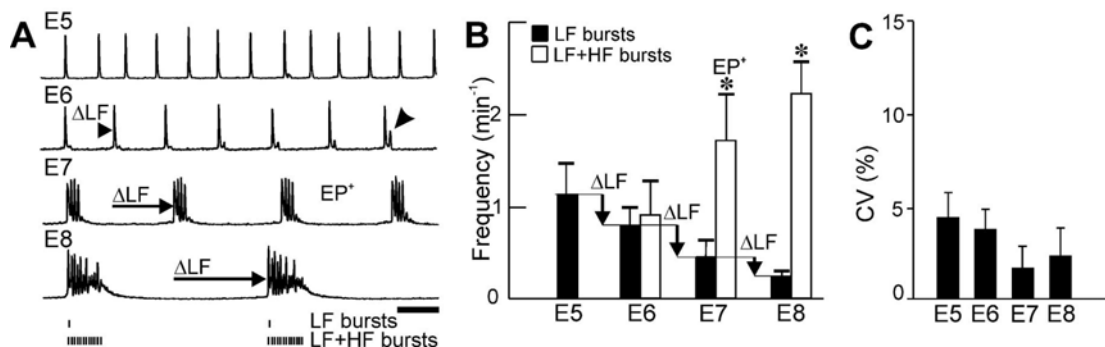 A
E5
E6
ΔLF
E7
ΔLF
EP⁺
E8
ΔLF
LF bursts
LF+HF bursts
B
LF bursts
LF+HF bursts
Frequency (min⁻¹)
2
1
0
EP⁺
*
*
ΔLF
ΔLF
ΔLF
E5 E6 E7 E8
C
CV (%)
15
10
5
0
E5 E6 E7 E8